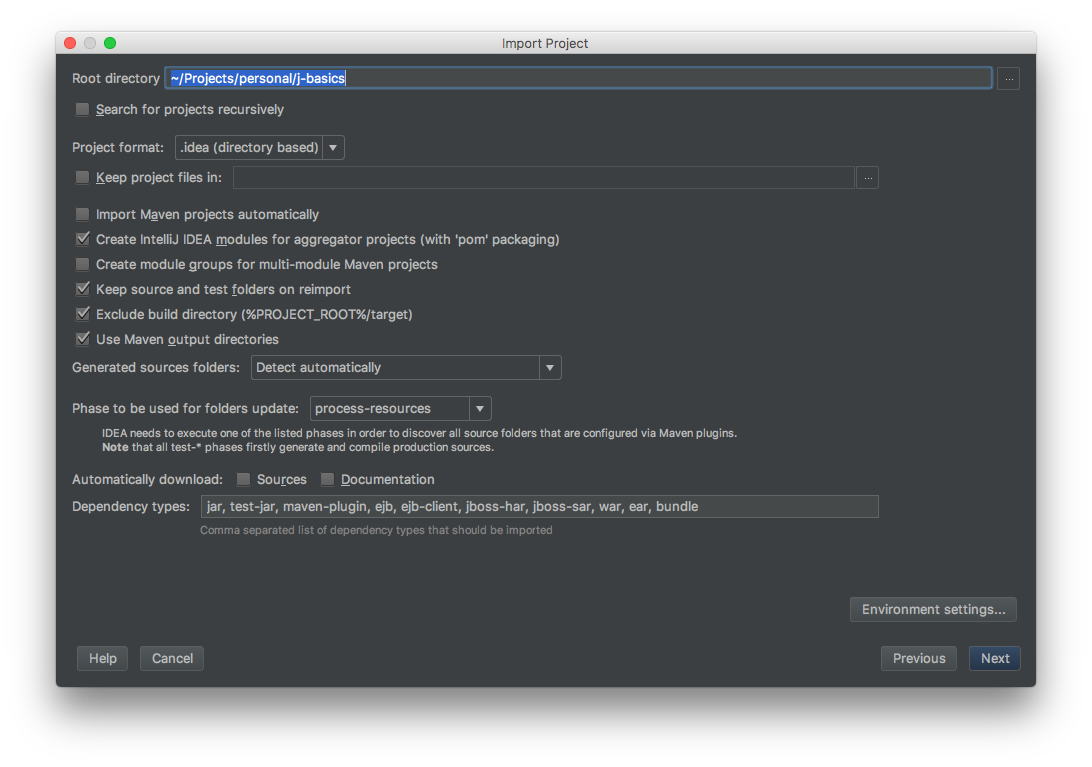 Import Project
Root directory ~/Projects/personal/j-basics ...
Search for projects recursively
Project format: .idea (directory based)
Keep project files in: ...
Import Maven projects automatically
Create IntelliJ IDEA modules for aggregator projects (with 'pom' packaging)
Create module groups for multi-module Maven projects
Keep source and test folders on reimport
Exclude build directory (%PROJECT_ROOT%/target)
Use Maven output directories
Generated sources folders: Detect automatically
Phase to be used for folders update: process-resources
IDEA needs to execute one of the listed phases in order to discover all source folders that are configured via Maven plugins.
Note that all test-* phases firstly generate and compile production sources.
Automatically download: Sources Documentation
Dependency types: jar, test-jar, maven-plugin, ejb, ejb-client, jboss-har, jboss-sar, war, ear, bundle
Comma separated list of dependency types that should be imported
Environment settings...
Help Cancel Previous Next